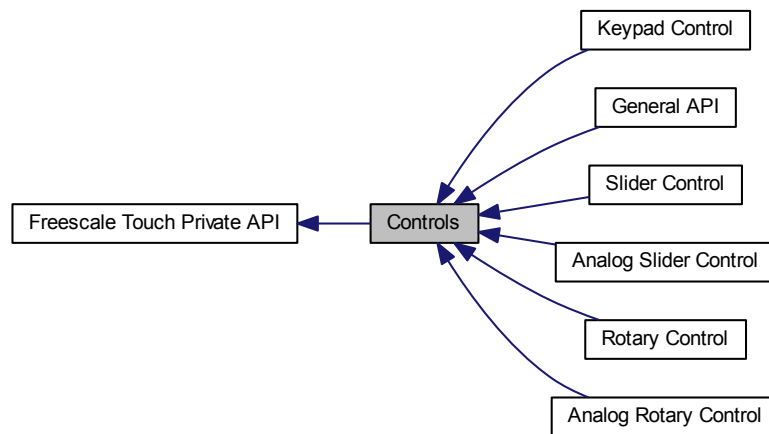 Keypad Control
General API
Slider Control
Freescale Touch Private API
Controls
Analog Slider Control
Rotary Control
Analog Rotary Control